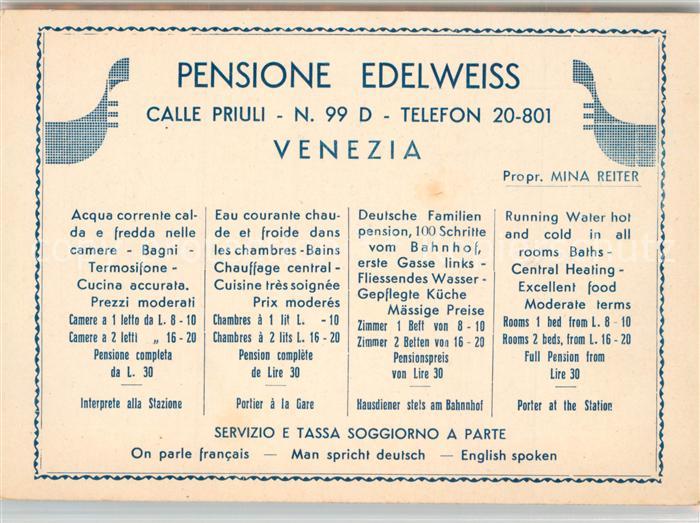 PENSIONE EDELWEISS
CALLE PRIULI - N. 99 D - TELEFON 20-801
VENEZIA
Propr. MINA REITER
Acqua corrente cal-
da e fredda nelle
camere - Bagni -
Termosifone -
Cucina accurata.
Prezzi moderati
Camere a 1 letto da L. 8 - 10
Camere a 2 letti „ 16 - 20
Pensione completa
da L. 30
Interprete alla Stazione
Eau courante chau-
de et froide dans
les chambres - Bains
Chauffage central -
Cuisine très soignée
Prix moderés
Chambres à 1 lit L. - 10
Chambres à 2 lits L. 16 - 20
Pension complète
de Lire 30
Portier à la Gare
Deutsche Familien
pension, 100 Schritte
vom Bahnhof,
erste Gasse links -
Fliessendes Wasser -
Gepflegte Küche
Mässige Preise
Zimmer 1 Bett von 8 - 10
Zimmer 2 Betten von 16 - 20
Pensionspreis
von Lire 30
Hausdiener stets am Bahnhof
Running Water hot
and cold in all
rooms Baths -
Central Heating -
Excellent food
Moderate terms
Rooms 1 bed from L. 8 - 10
Rooms 2 beds, from L. 16 - 20
Full Pension from
Lire 30
Porter at the Station
SERVIZIO E TASSA SOGGIORNO A PARTE
On parle français — Man spricht deutsch — English spoken